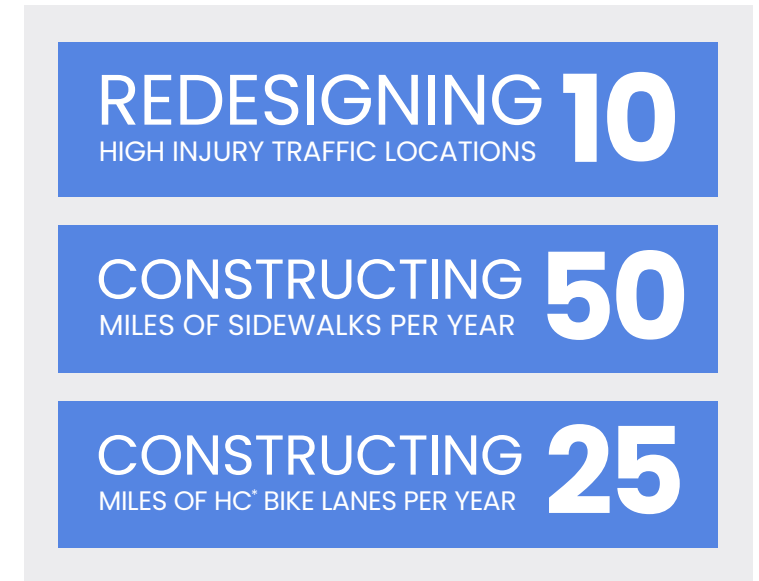 REDESIGNING 10
HIGH INJURY TRAFFIC LOCATIONS
CONSTRUCTING 50
MILES OF SIDEWALKS PER YEAR
CONSTRUCTING 25
MILES OF HC* BIKE LANES PER YEAR